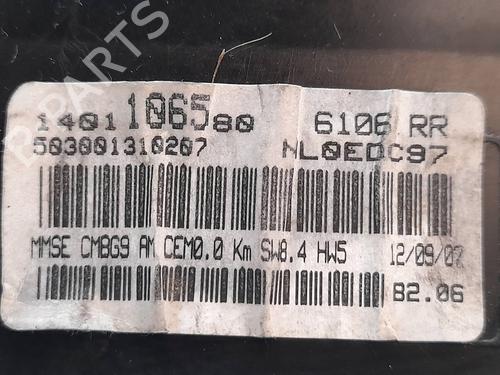 B-PARTS
1401106580 6106 RR
503001310207 NL0EDC97
MMSE CMBG9 AM CEM0.0 Km SW8.4 HW5 12/09/07
B2.06